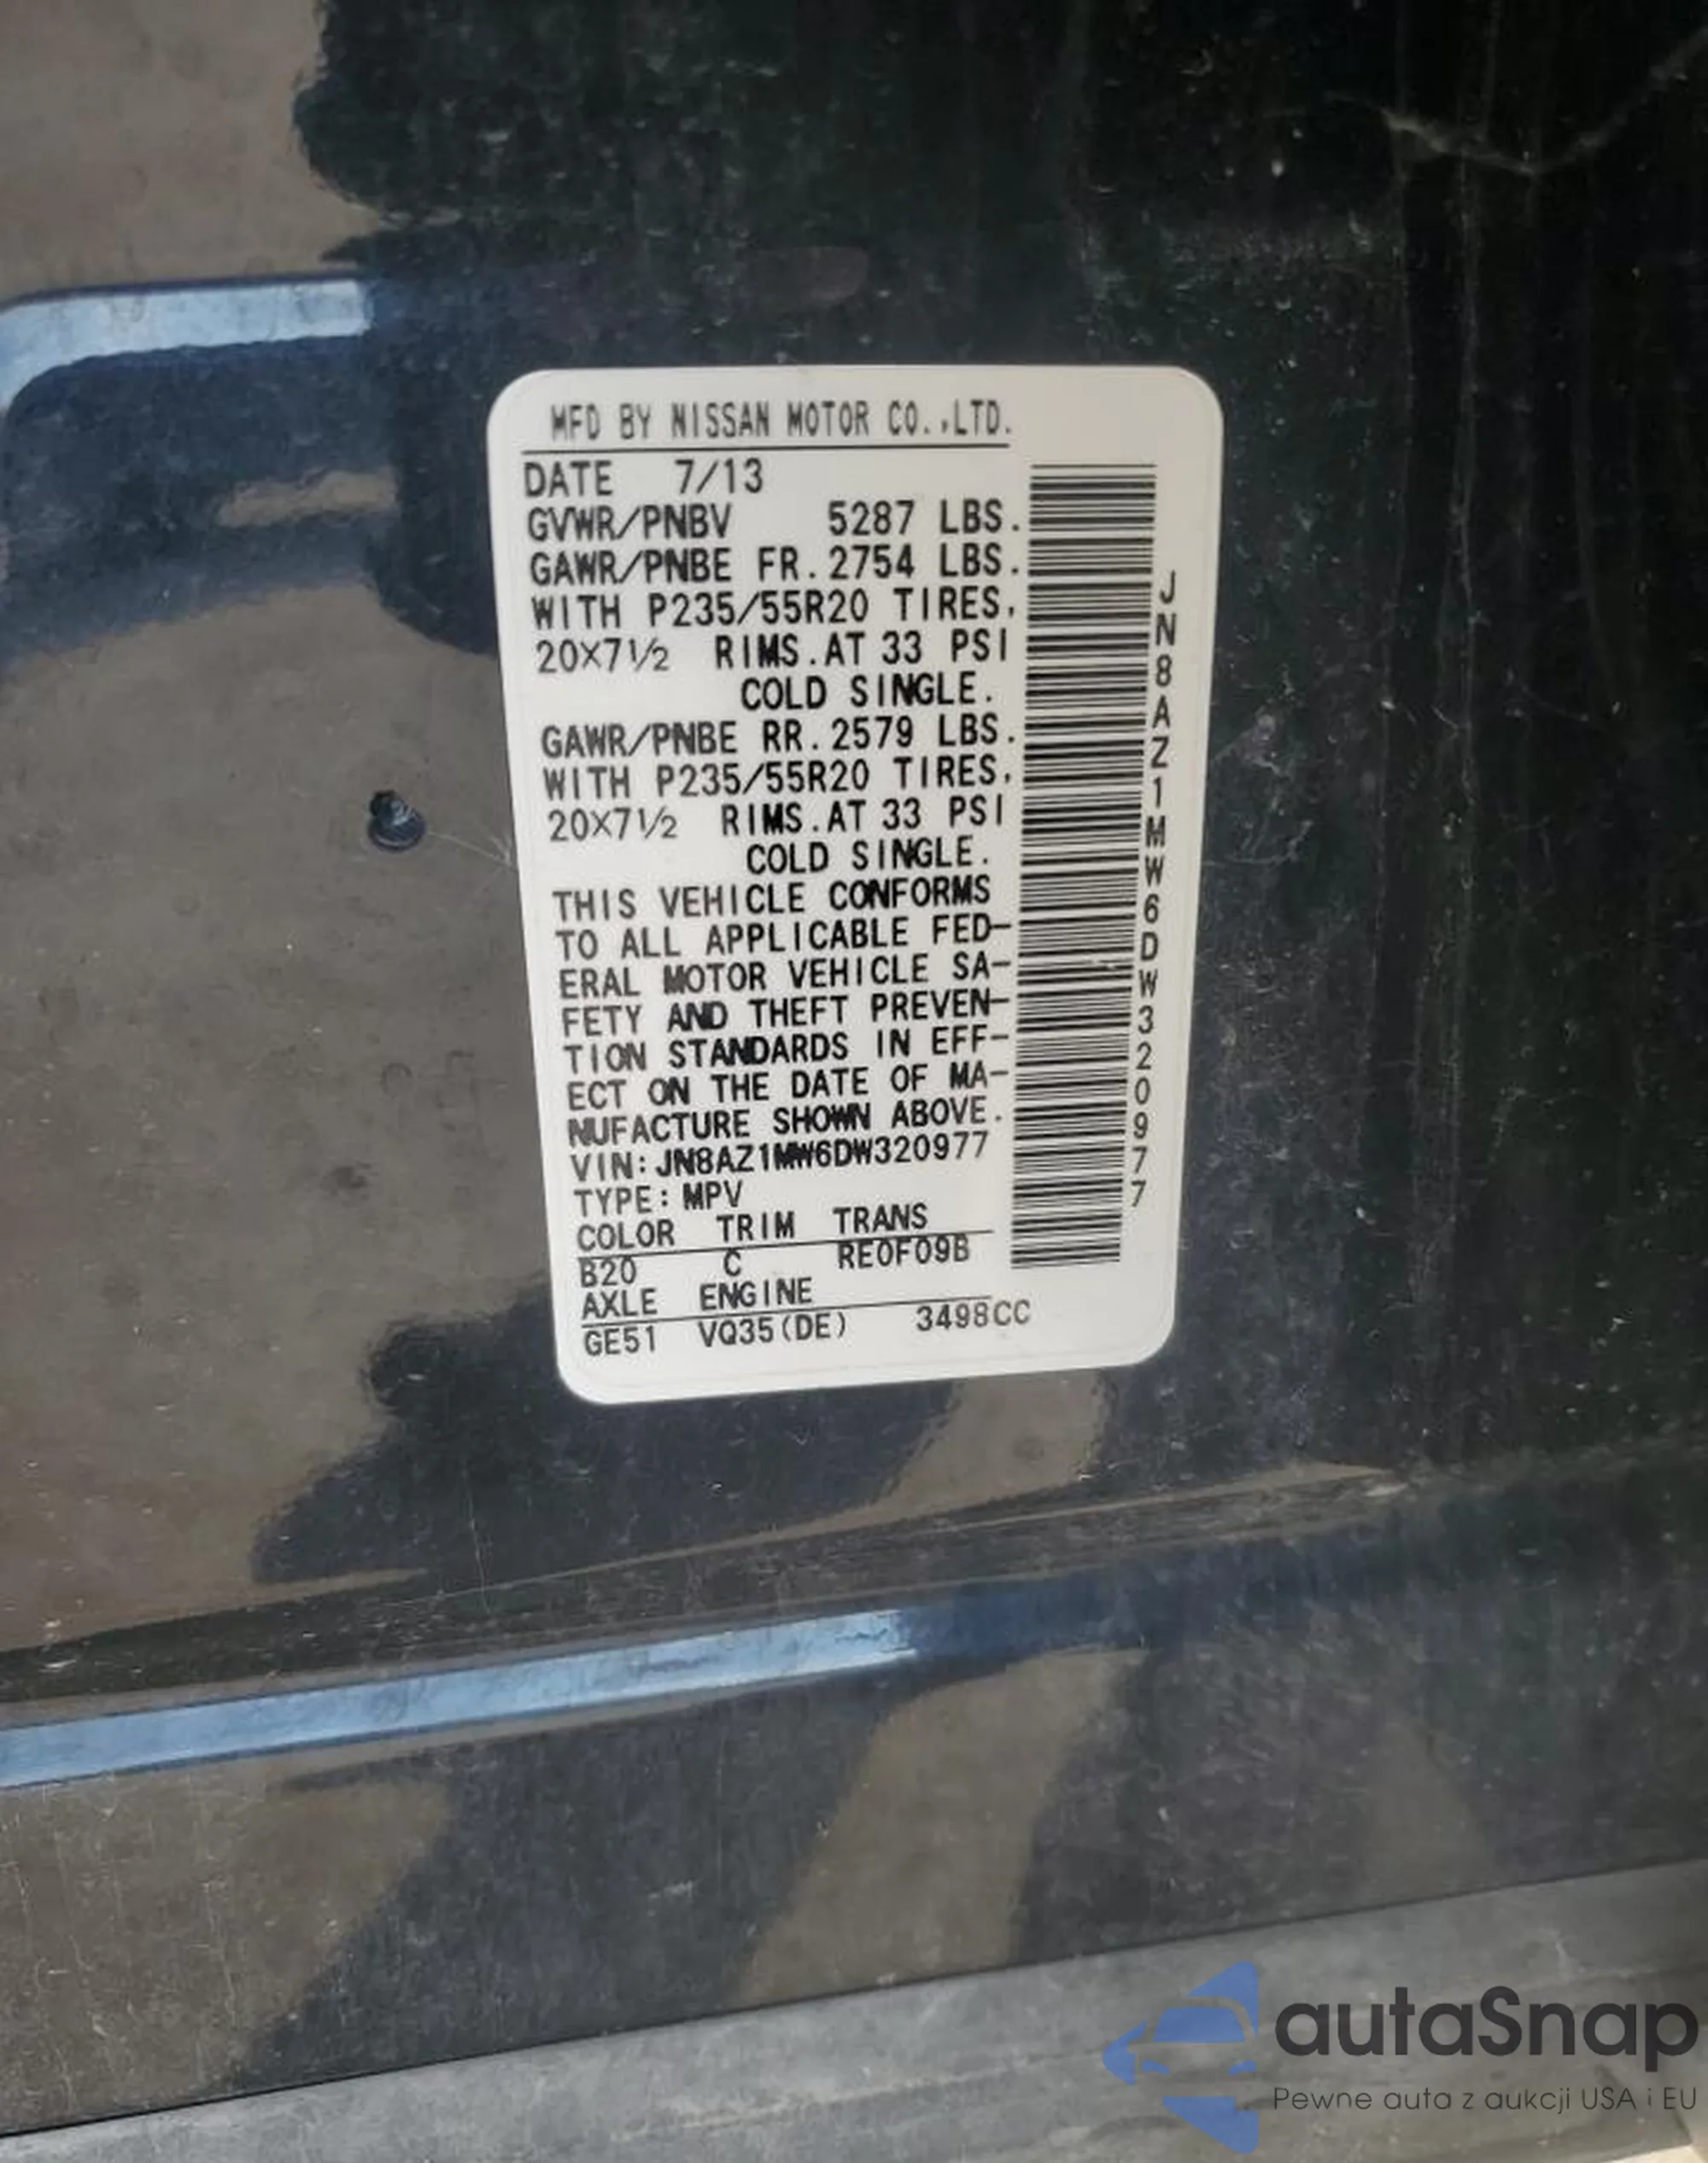 MFD BY NISSAN MOTOR CO.,LTD.
DATE 7/13
GVWR/PNBV 5287 LBS.
GAWR/PNBE FR. 2754 LBS.
WITH P235/55R20 TIRES,
20X7½ RIMS. AT 33 PSI
COLD SINGLE.
GAWR/PNBE RR. 2579 LBS.
WITH P235/55R20 TIRES,
20X7½ RIMS. AT 33 PSI
COLD SINGLE.
THIS VEHICLE CONFORMS
TO ALL APPLICABLE FED-
ERAL MOTOR VEHICLE SA-
FETY AND THEFT PREVEN-
TION STANDARDS IN EFF-
ECT ON THE DATE OF MA-
NUFACTURE SHOWN ABOVE.
VIN: JN8AZ1MW6DW320977
TYPE: MPV
COLOR TRIM TRANS
B20 C RE0F09B
AXLE ENGINE
GE51 VQ35(DE) 3498CC
JN8AZ1MW6DW320977
autaSnap
Pewne auta z aukcji USA i EU